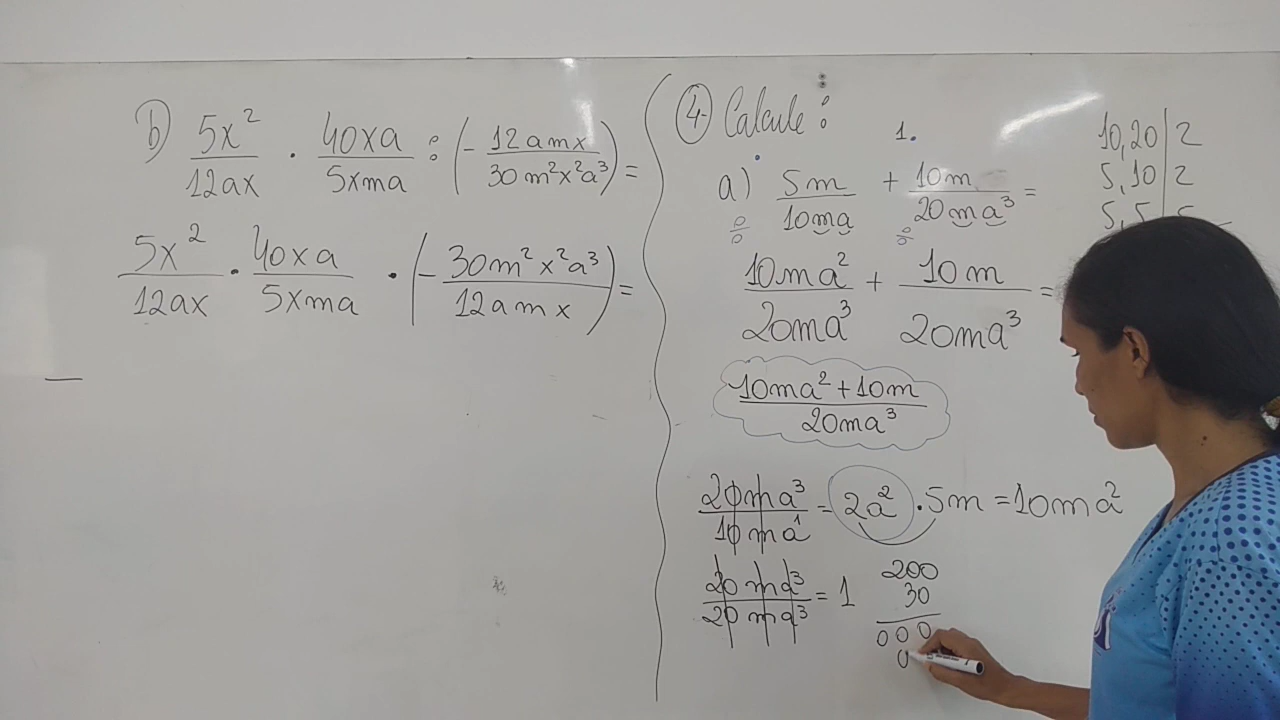 b) 5x²/12ax · 40xa/5xma : (- 12amx/30m²x²a³) =
5x²/12ax · 40xa/5xma · (- 30m²x²a³/12amx) =
—
4. Calcule:
1.
a) 5m/10ma + 10m/20ma³ =
÷ ÷
10ma²/20ma³ + 10m/20ma³ =
10ma² + 10m/20ma³
20ma³/10ma¹ = 2a² · 5m = 10ma²
20ma³/20ma³ = 1
200
30
000
0
10,20|2
5,10|2
5,5|5